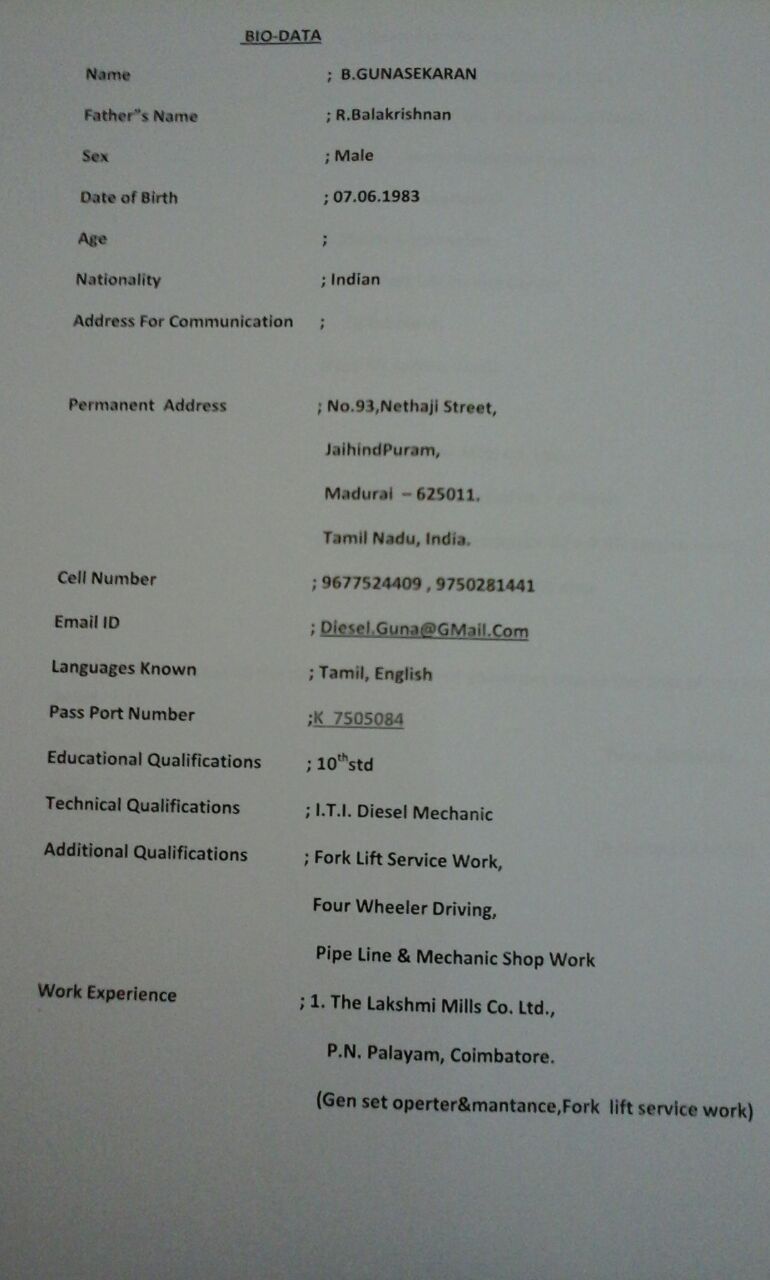 BIO-DATA
Name ; B.GUNASEKARAN
Father"s Name ; R.Balakrishnan
Sex ; Male
Date of Birth ; 07.06.1983
Age ;
Nationality ; Indian
Address For Communication ;
Permanent Address ; No.93,Nethaji Street,
JaihindPuram,
Madurai – 625011.
Tamil Nadu, India.
Cell Number ; 9677524409 , 9750281441
Email ID ; Diesel.Guna@GMail.Com
Languages Known ; Tamil, English
Pass Port Number ;K 7505084
Educational Qualifications ; 10thstd
Technical Qualifications ; I.T.I. Diesel Mechanic
Additional Qualifications ; Fork Lift Service Work,
Four Wheeler Driving,
Pipe Line & Mechanic Shop Work
Work Experience ; 1. The Lakshmi Mills Co. Ltd.,
P.N. Palayam, Coimbatore.
(Gen set operter&mantance,Fork lift service work)